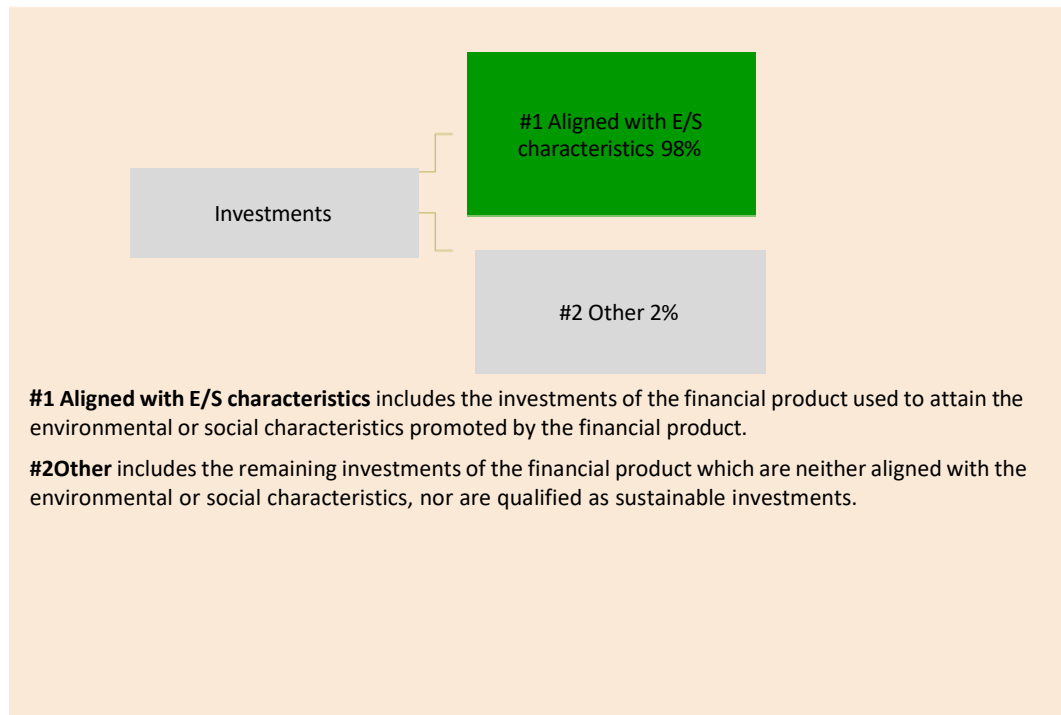 #1 Aligned with E/S
characteristics 98%
Investments
#2 Other 2%
#1 Aligned with E/S characteristics includes the investments of the financial product used to attain the
environmental or social characteristics promoted by the financial product.
#2Other includes the remaining investments of the financial product which are neither aligned with the
environmental or social characteristics, nor are qualified as sustainable investments.